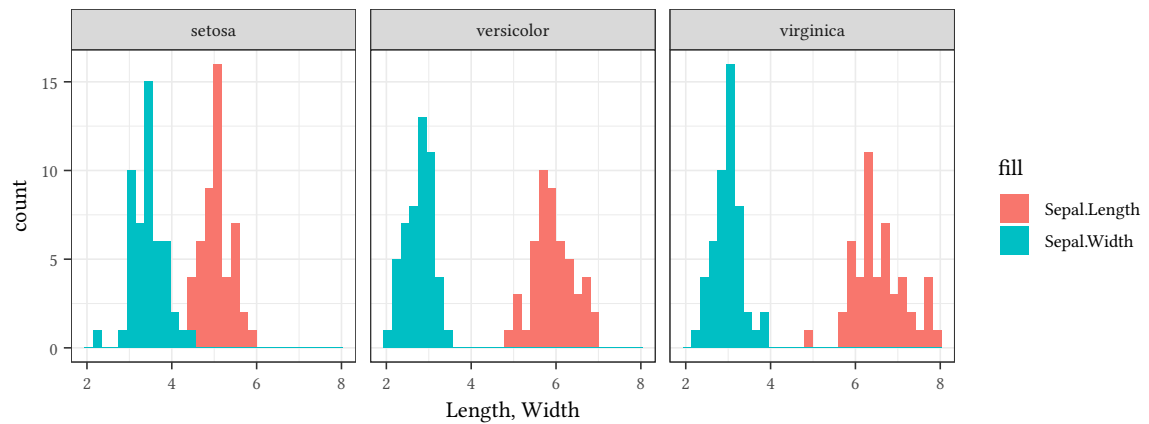 setosa
versicolor
virginica
count
15
10
5
0
2 4 6 8
2 4 6 8
2 4 6 8
Length, Width
fill
Sepal.Length
Sepal.Width